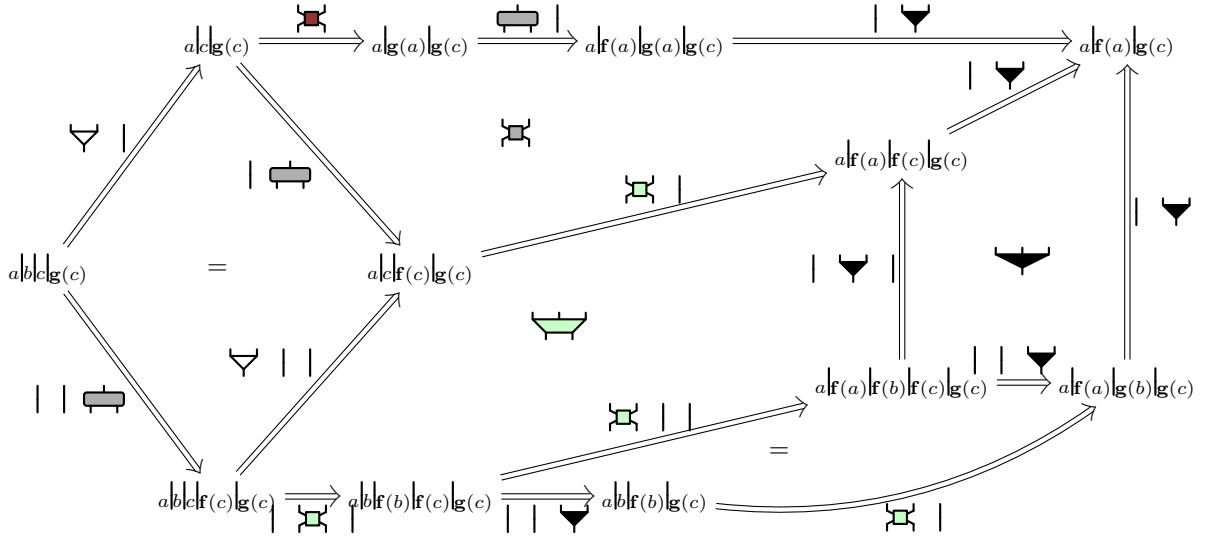 a|c|g(c) a|g(a)|g(c) a|f(a)|g(a)|g(c) a|f(a)|g(c)
a|f(a)|f(c)|g(c)
a|b|c|g(c) = a|c|f(c)|g(c)
a|f(a)|f(b)|f(c)|g(c) a|f(a)|g(b)|g(c)
=
a|b|c|f(c)|g(c) a|b|f(b)|f(c)|g(c) a|b|f(b)|g(c)